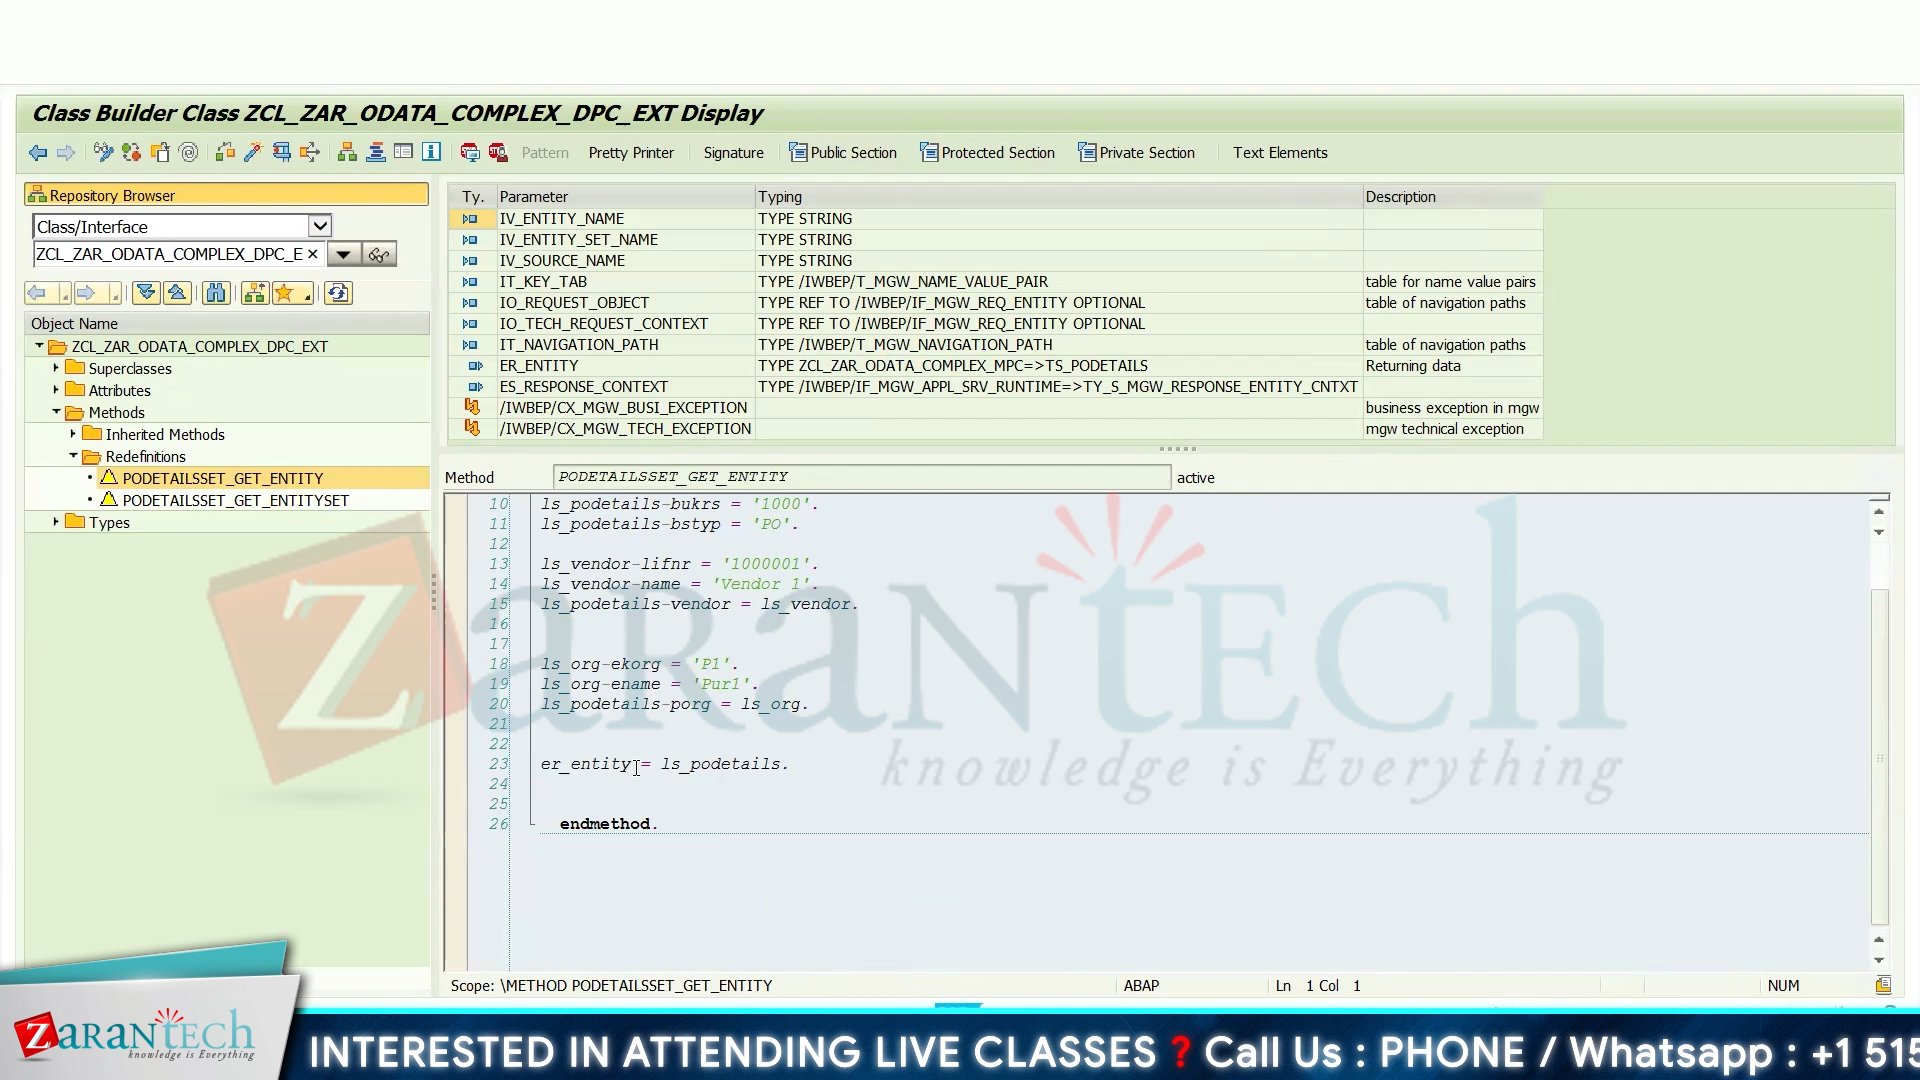 Class Builder Class ZCL_ZAR_ODATA_COMPLEX_DPC_EXT Display
Pattern Pretty Printer Signature Public Section Protected Section Private Section Text Elements
Repository Browser
Class/Interface
ZCL_ZAR_ODATA_COMPLEX_DPC_E
Object Name
ZCL_ZAR_ODATA_COMPLEX_DPC_EXT
Superclasses
Attributes
Methods
Inherited Methods
Redefinitions
PODETAILSSET_GET_ENTITY
PODETAILSSET_GET_ENTITYSET
Types
Ty. Parameter Typing Description
IV_ENTITY_NAME TYPE STRING
IV_ENTITY_SET_NAME TYPE STRING
IV_SOURCE_NAME TYPE STRING
IT_KEY_TAB TYPE /IWBEP/T_MGW_NAME_VALUE_PAIR table for name value pairs
IO_REQUEST_OBJECT TYPE REF TO /IWBEP/IF_MGW_REQ_ENTITY OPTIONAL table of navigation paths
IO_TECH_REQUEST_CONTEXT TYPE REF TO /IWBEP/IF_MGW_REQ_ENTITY OPTIONAL
IT_NAVIGATION_PATH TYPE /IWBEP/T_MGW_NAVIGATION_PATH table of navigation paths
ER_ENTITY TYPE ZCL_ZAR_ODATA_COMPLEX_MPC=>TS_PODETAILS Returning data
ES_RESPONSE_CONTEXT TYPE /IWBEP/IF_MGW_APPL_SRV_RUNTIME=>TY_S_MGW_RESPONSE_ENTITY_CNTXT
/IWBEP/CX_MGW_BUSI_EXCEPTION business exception in mgw
/IWBEP/CX_MGW_TECH_EXCEPTION mgw technical exception
Method PODETAILSSET_GET_ENTITY active
10 ls_podetails-bukrs = '1000'.
11 ls_podetails-bstyp = 'PO'.
12
13 ls_vendor-lifnr = '1000001'.
14 ls_vendor-name = 'Vendor 1'.
15 ls_podetails-vendor = ls_vendor.
16
17
18 ls_org-ekorg = 'P1'.
19 ls_org-ename = 'Pur1'.
20 ls_podetails-porg = ls_org.
21
22
23 er_entity = ls_podetails.
24
25
26 endmethod.
ZaranTech
knowledge is Everything
Scope: \METHOD PODETAILSSET_GET_ENTITY ABAP Ln 1 Col 1 NUM
ZaranTech
knowledge is Everything
INTERESTED IN ATTENDING LIVE CLASSES ? Call Us : PHONE / Whatsapp : +1 515